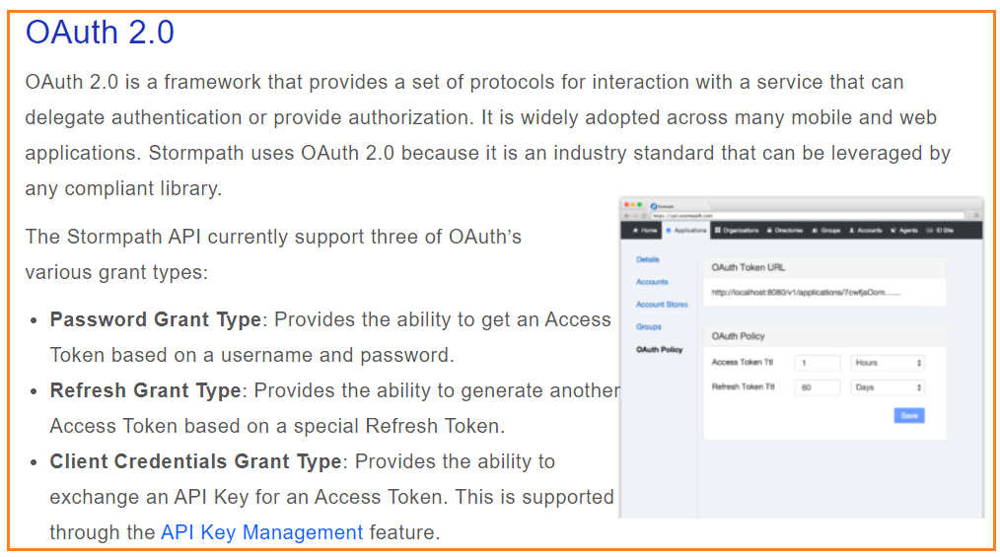 OAuth 2.0
OAuth 2.0 is a framework that provides a set of protocols for interaction with a service that can
delegate authentication or provide authorization. It is widely adopted across many mobile and web
applications. Stormpath uses OAuth 2.0 because it is an industry standard that can be leveraged by
any compliant library.
The Stormpath API currently support three of OAuth’s
various grant types:
• Password Grant Type: Provides the ability to get an Access
Token based on a username and password.
• Refresh Grant Type: Provides the ability to generate another
Access Token based on a special Refresh Token.
• Client Credentials Grant Type: Provides the ability to
exchange an API Key for an Access Token. This is supported
through the API Key Management feature.
https://api.stormpath.com
Home Applications Organizations Directories Groups Accounts Agents ID Site
Details
Accounts
Account Stores
Groups
OAuth Policy
OAuth Token URL
http://localhost:8080/v1/applications/7cwfjaOom.......
OAuth Policy
Access Token Ttl 1 Hours
Refresh Token Ttl 60 Days
Save